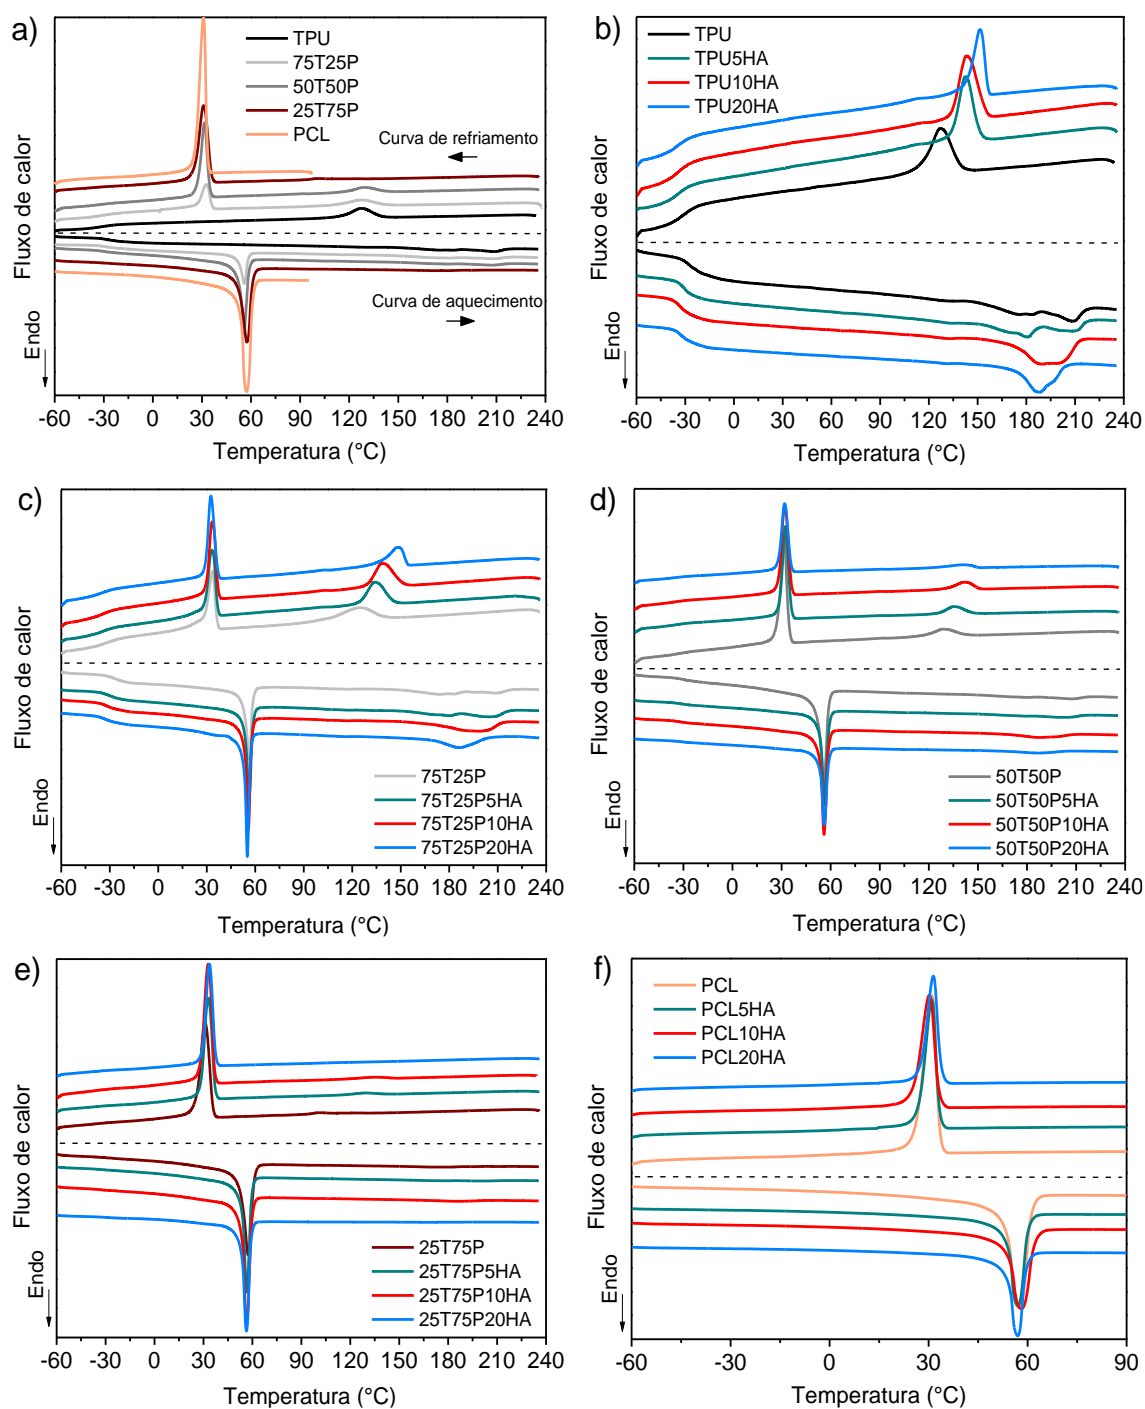 a)
TPU
75T25P
50T50P
25T75P
PCL
Curva de refriamento
Curva de aquecimento
Fluxo de calor
Endo
-60 -30 0 30 60 90 120 150 180 210 240
Temperatura (°C)
b)
TPU
TPU5HA
TPU10HA
TPU20HA
Fluxo de calor
Endo
-60 -30 0 30 60 90 120 150 180 210 240
Temperatura (°C)
c)
Fluxo de calor
Endo
75T25P
75T25P5HA
75T25P10HA
75T25P20HA
-60 -30 0 30 60 90 120 150 180 210 240
Temperatura (°C)
d)
Fluxo de calor
Endo
50T50P
50T50P5HA
50T50P10HA
50T50P20HA
-60 -30 0 30 60 90 120 150 180 210 240
Temperatura (°C)
e)
Fluxo de calor
Endo
25T75P
25T75P5HA
25T75P10HA
25T75P20HA
-60 -30 0 30 60 90 120 150 180 210 240
Temperatura (°C)
f)
PCL
PCL5HA
PCL10HA
PCL20HA
Fluxo de calor
Endo
-60 0 30 60 90
Temperatura (°C)